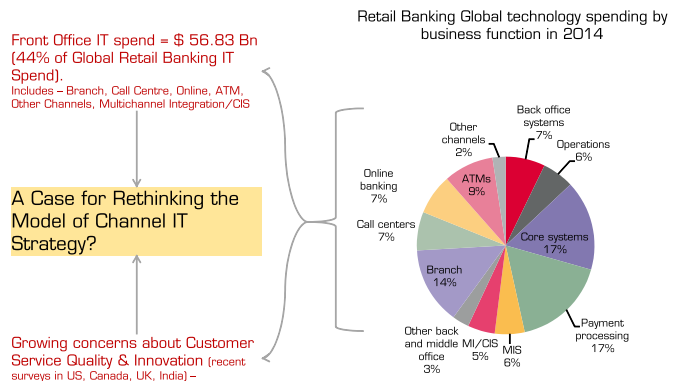 Retail Banking Global technology spending by
business function in 2014
Front Office IT spend = $ 56.83 Bn
(44% of Global Retail Banking IT
Spend).
Includes – Branch, Call Centre, Online, ATM,
Other Channels, Multichannel Integration/CIS
A Case for Rethinking the
Model of Channel IT
Strategy?
Growing concerns about Customer
Service Quality & Innovation (recent
surveys in US, Canada, UK, India) –
Back office
systems
7%
Operations
6%
Core systems
17%
Payment
processing
17%
MIS
6%
MI/CIS
5%
Other back
and middle
office
3%
Branch
14%
Call centers
7%
Online
banking
7%
ATMs
9%
Other
channels
2%